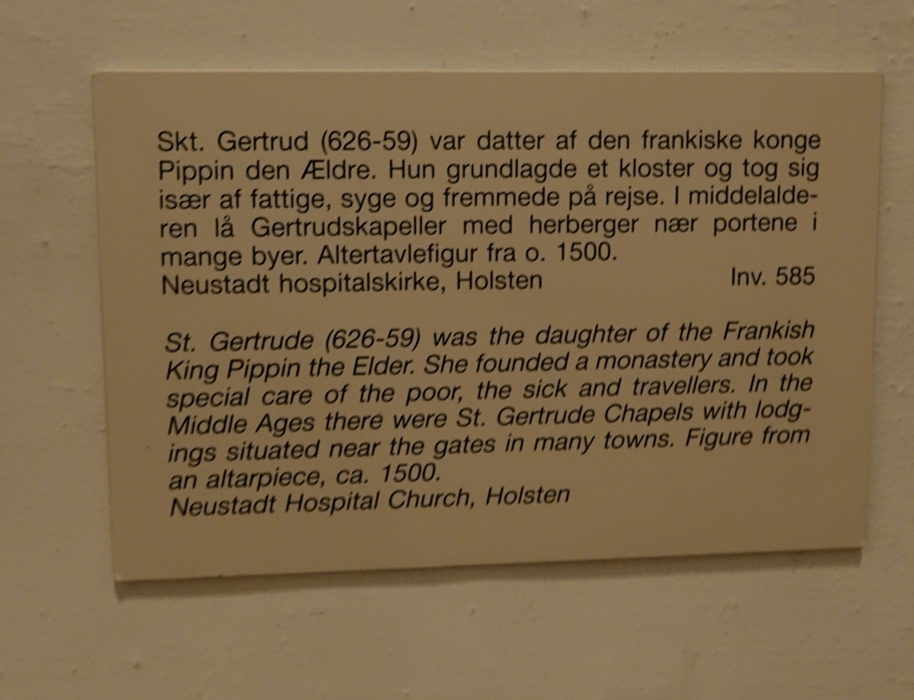 Skt. Gertrud (626-59) var datter af den frankiske konge
Pippin den Ældre. Hun grundlagde et kloster og tog sig
især af fattige, syge og fremmede på rejse. I middelalde-
ren lå Gertrudskapeller med herberger nær portene i
mange byer. Altertavlefigur fra o. 1500.
Neustadt hospitalskirke, Holsten Inv. 585
St. Gertrude (626-59) was the daughter of the Frankish
King Pippin the Elder. She founded a monastery and took
special care of the poor, the sick and travellers. In the
Middle Ages there were St. Gertrude Chapels with lodg-
ings situated near the gates in many towns. Figure from
an altarpiece, ca. 1500.
Neustadt Hospital Church, Holsten